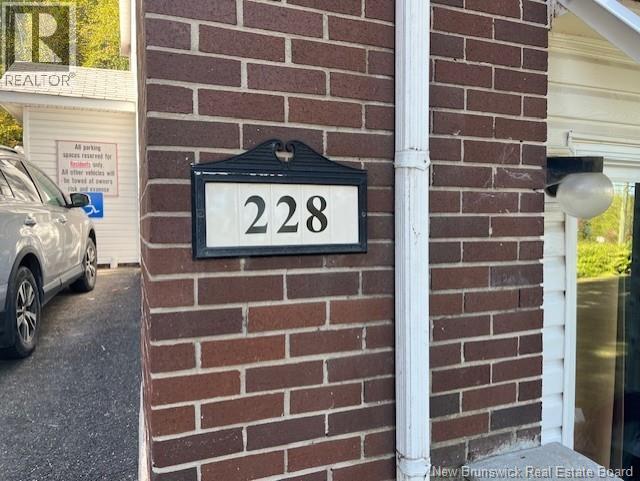 REALTOR®
All parking
spaces reserved for
Residents only.
All other vehicles will
be towed at owners
risk and expense
228
New Brunswick Real Estate Board